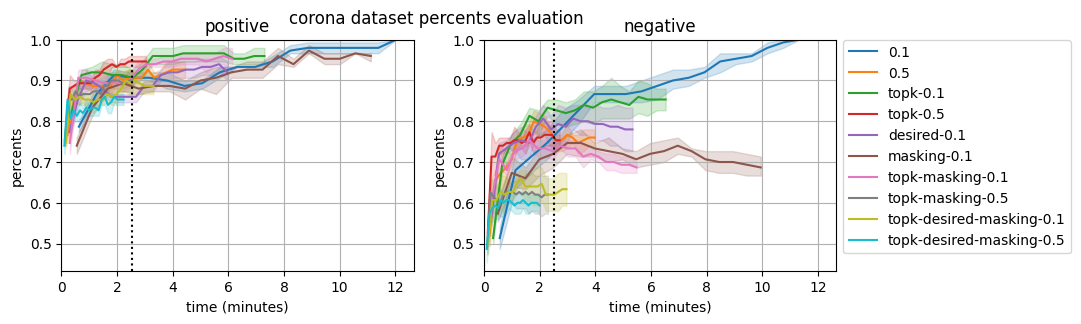 corona dataset percents evaluation
positive
1.0
0.9
0.8
0.7
0.6
0.5
percents
0 2 4 6 8 10 12
time (minutes)
negative
1.0
0.9
0.8
0.7
0.6
0.5
percents
0 2 4 6 8 10 12
time (minutes)
0.1
0.5
topk-0.1
topk-0.5
desired-0.1
masking-0.1
topk-masking-0.1
topk-masking-0.5
topk-desired-masking-0.1
topk-desired-masking-0.5